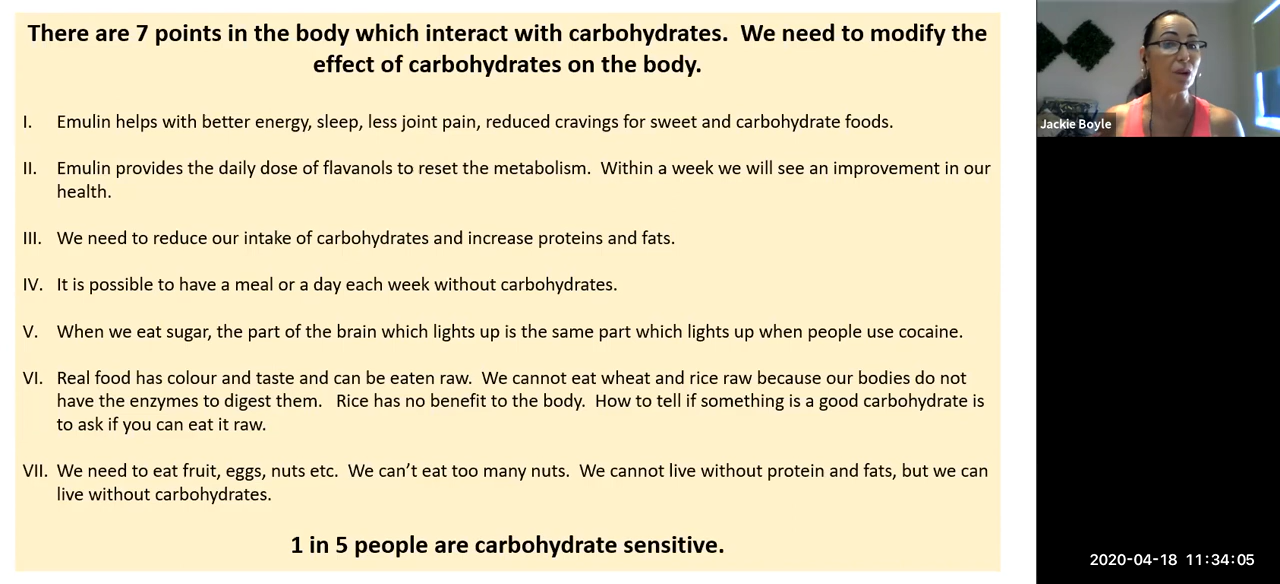 There are 7 points in the body which interact with carbohydrates.  We need to modify the
effect of carbohydrates on the body.
I. Emulin helps with better energy, sleep, less joint pain, reduced cravings for sweet and carbohydrate foods.
II. Emulin provides the daily dose of flavanols to reset the metabolism.  Within a week we will see an improvement in our
health.
III. We need to reduce our intake of carbohydrates and increase proteins and fats.
IV. It is possible to have a meal or a day each week without carbohydrates.
V. When we eat sugar, the part of the brain which lights up is the same part which lights up when people use cocaine.
VI. Real food has colour and taste and can be eaten raw.  We cannot eat wheat and rice raw because our bodies do not
have the enzymes to digest them.   Rice has no benefit to the body.  How to tell if something is a good carbohydrate is
to ask if you can eat it raw.
VII. We need to eat fruit, eggs, nuts etc.  We can’t eat too many nuts.  We cannot live without protein and fats, but we can
live without carbohydrates.
1 in 5 people are carbohydrate sensitive.
Jackie Boyle
2020-04-18 11:34:05